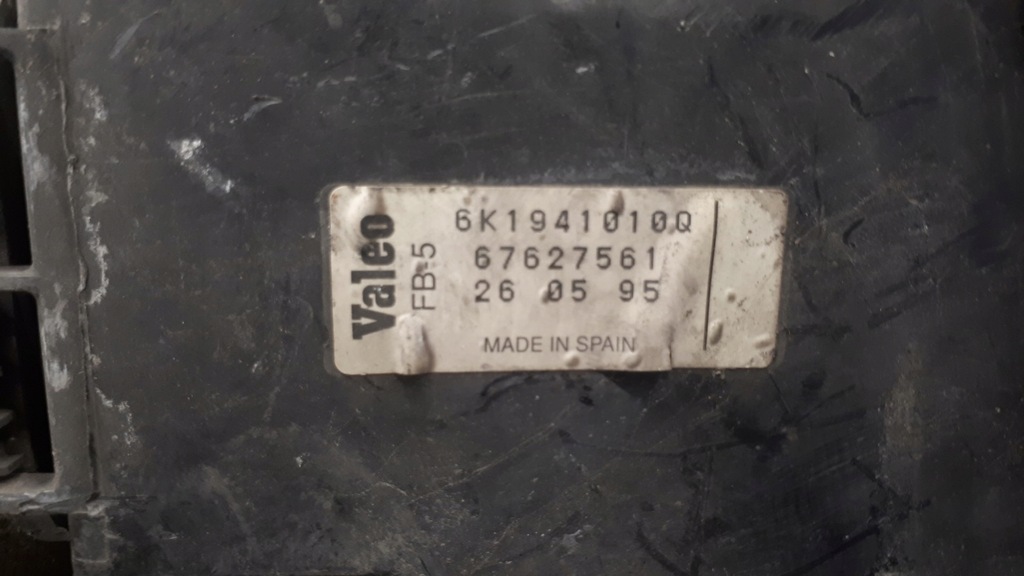 Valeo
FB-5
6K1941010Q
67627561
26 05 95
MADE IN SPAIN